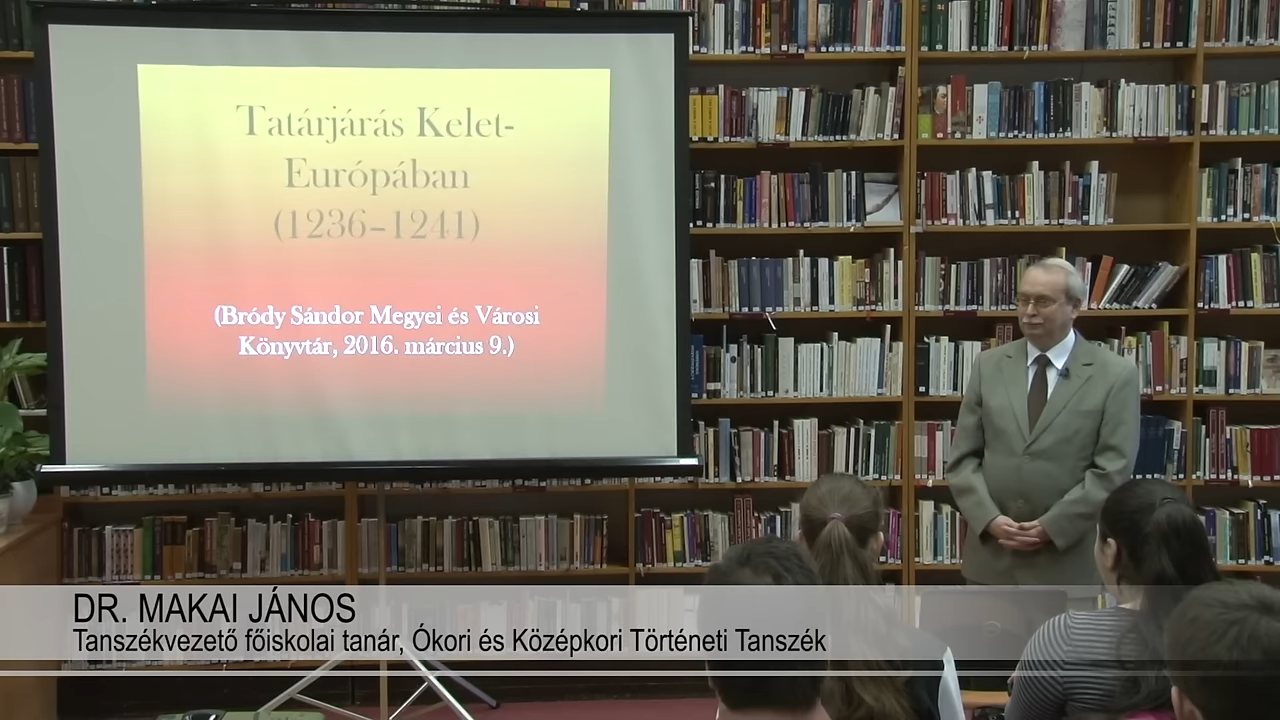 Tatárjárás Kelet-
Európában
(1236–1241)
(Bródy Sándor Megyei és Városi
Könyvtár, 2016. március 9.)
DR. MAKAI JÁNOS
Tanszékvezető főiskolai tanár, Ókori és Középkori Történeti Tanszék